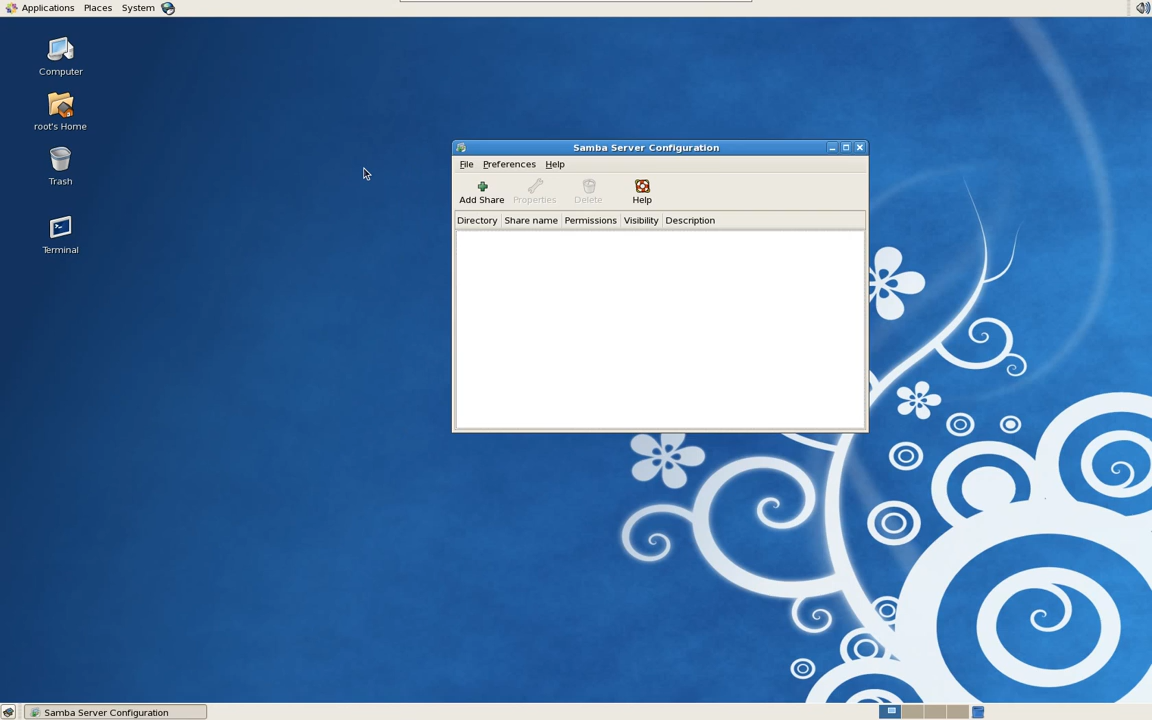 Applications Places System
Computer
root's Home
Trash
Terminal
Samba Server Configuration
File Preferences Help
Add Share Properties Delete Help
Directory Share name Permissions Visibility Description
Samba Server Configuration